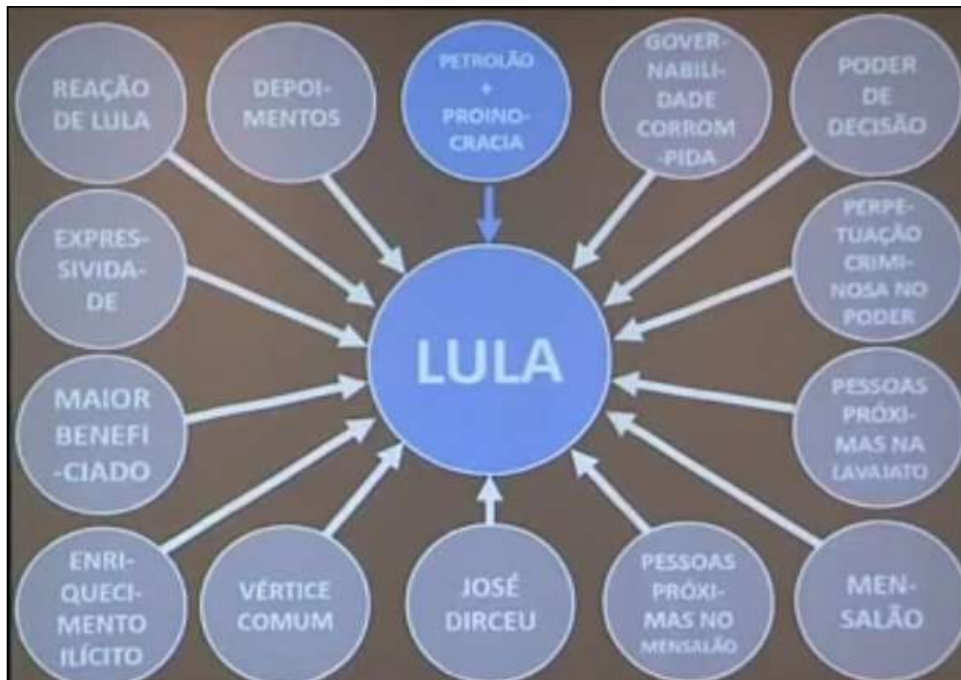 REAÇÃO
DE LULA
DEPOI-
MENTOS
PETROLÃO
+
PROINO-
CRACIA
GOVER-
NABILI-
DADE
CORROM
-PIDA
PODER
DE
DECISÃO
EXPRES-
SIVIDA-
DE
LULA
PERPE-
TUAÇÃO
CRIMI-
NOSA NO
PODER
MAIOR
BENEFI
-CIADO
PESSOAS
PRÓXI-
MAS NA
LAVAJATO
ENRI-
QUECI-
MENTO
ILÍCITO
VÉRTICE
COMUM
JOSÉ
DIRCEU
PESSOAS
PRÓXI-
MAS NO
MENSALÃO
MEN-
SALÃO